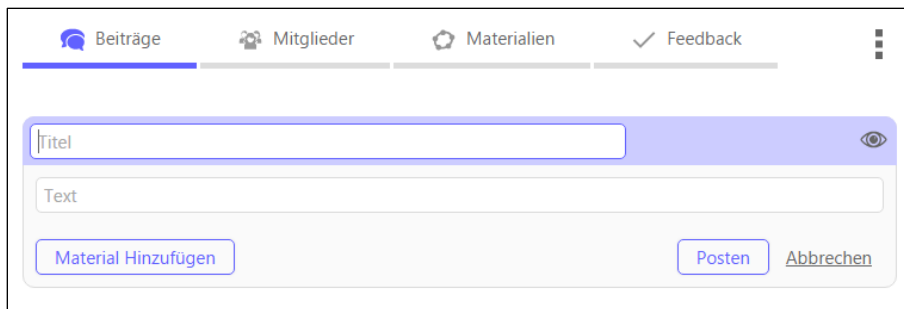 Beiträge Mitglieder Materialien Feedback
Titel
Text
Material Hinzufügen Posten Abbrechen